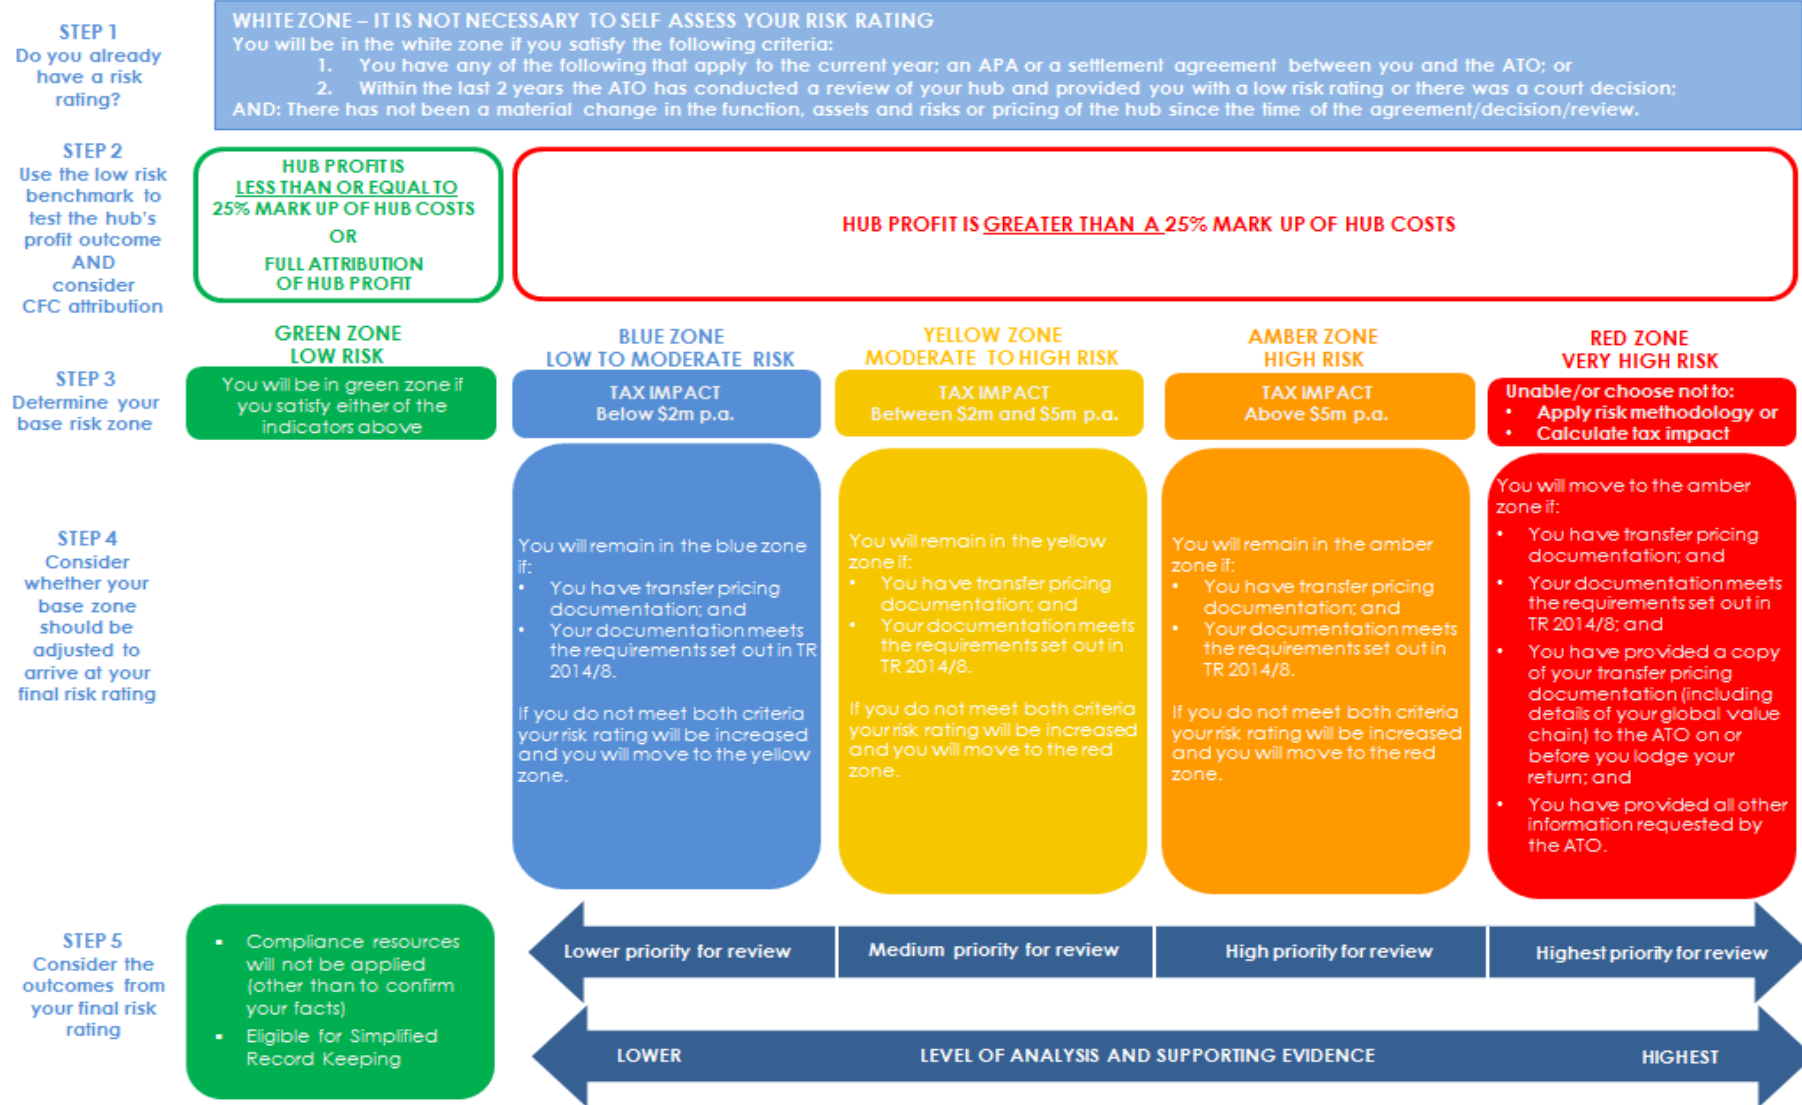 STEP 1
Do you already
have a risk
rating?
WHITE ZONE – IT IS NOT NECESSARY TO SELF ASSESS YOUR RISK RATING
You will be in the white zone if you satisfy the following criteria:
1. You have any of the following that apply to the current year; an APA or a settlement agreement between you and the ATO; or
2. Within the last 2 years the ATO has conducted a review of your hub and provided you with a low risk rating or there was a court decision;
AND: There has not been a material change in the function, assets and risks or pricing of the hub since the time of the agreement/decision/review.
STEP 2
Use the low risk
benchmark to
test the hub's
profit outcome
AND
consider
CFC attribution
HUB PROFIT IS
LESS THAN OR EQUAL TO
25% MARK UP OF HUB COSTS
OR
FULL ATTRIBUTION
OF HUB PROFIT
HUB PROFIT IS GREATER THAN A 25% MARK UP OF HUB COSTS
GREEN ZONE
LOW RISK
BLUE ZONE
LOW TO MODERATE RISK
YELLOW ZONE
MODERATE TO HIGH RISK
AMBER ZONE
HIGH RISK
RED ZONE
VERY HIGH RISK
STEP 3
Determine your
base risk zone
You will be in green zone if
you satisfy either of the
indicators above
TAX IMPACT
Below $2m p.a.
TAX IMPACT
Between $2m and $5m p.a.
TAX IMPACT
Above $5m p.a.
Unable/or choose not to:
• Apply risk methodology or
• Calculate tax impact
STEP 4
Consider
whether your
base zone
should be
adjusted to
arrive at your
final risk rating
You will remain in the blue zone
if:
• You have transfer pricing
documentation; and
• Your documentation meets
the requirements set out in TR
2014/8.
If you do not meet both criteria
your risk rating will be increased
and you will move to the yellow
zone.
You will remain in the yellow
zone if:
• You have transfer pricing
documentation; and
• Your documentation meets
the requirements set out in
TR 2014/8.
If you do not meet both criteria
your risk rating will be increased
and you will move to the red
zone.
You will remain in the amber
zone if:
• You have transfer pricing
documentation; and
• Your documentation meets
the requirements set out in
TR 2014/8.
If you do not meet both criteria
your risk rating will be increased
and you will move to the red
zone.
You will move to the amber
zone if:
• You have transfer pricing
documentation; and
• Your documentation meets
the requirements set out in
TR 2014/8; and
• You have provided a copy
of your transfer pricing
documentation (including
details of your global value
chain) to the ATO on or
before you lodge your
return; and
• You have provided all other
information requested by
the ATO.
STEP 5
Consider the
outcomes from
your final risk
rating
▪ Compliance resources
will not be applied
(other than to confirm
your facts)
▪ Eligible for Simplified
Record Keeping
Lower priority for review
Medium priority for review
High priority for review
Highest priority for review
LOWER
LEVEL OF ANALYSIS AND SUPPORTING EVIDENCE
HIGHEST